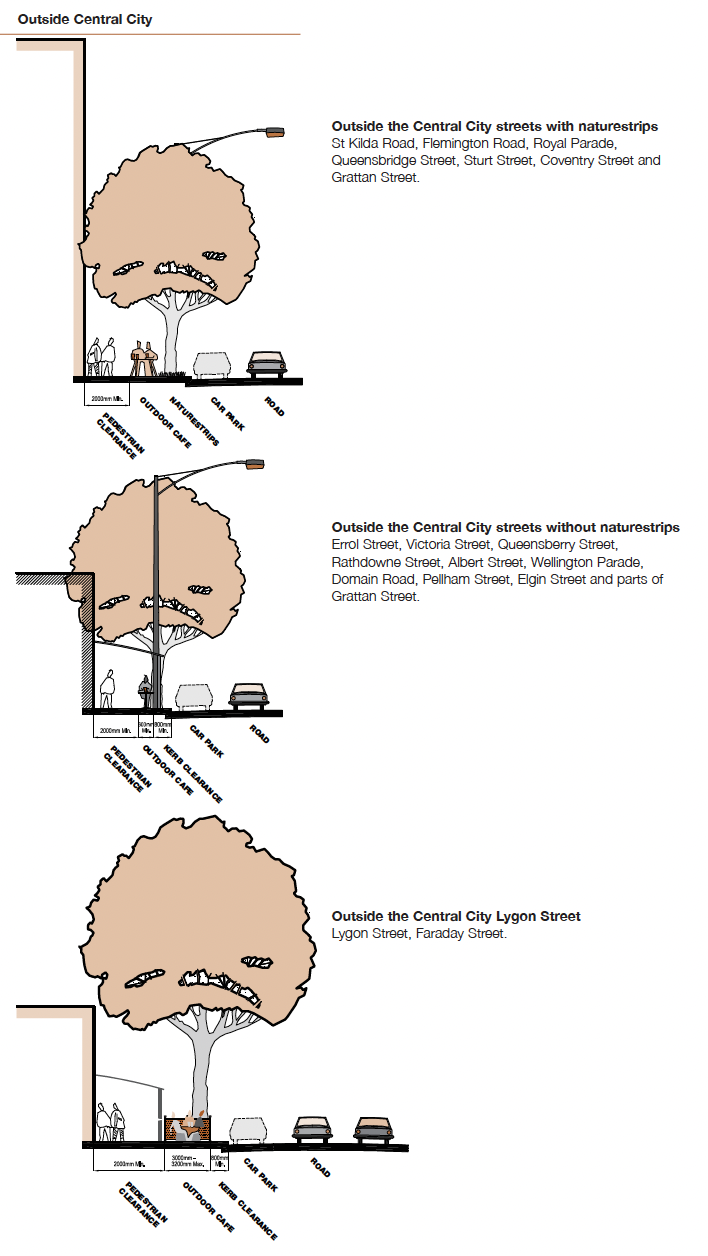 Outside Central City
Outside the Central City streets with naturestrips
St Kilda Road, Flemington Road, Royal Parade,
Queensbridge Street, Sturt Street, Coventry Street and
Grattan Street.
2000mm Min.
PEDESTRIAN
CLEARANCE
OUTDOOR CAFE
NATURESTRIPS
CAR PARK
ROAD
Outside the Central City streets without naturestrips
Errol Street, Victoria Street, Queensberry Street,
Rathdowne Street, Albert Street, Wellington Parade,
Domain Road, Pellham Street, Elgin Street and parts of
Grattan Street.
2000mm Min.
Min.
Min.
PEDESTRIAN
CLEARANCE
OUTDOOR CAFE
KERB CLEARANCE
CAR PARK
ROAD
Outside the Central City Lygon Street
Lygon Street, Faraday Street.
2000mm Min.
3000mm–
3200mm Max.
Min.
PEDESTRIAN
CLEARANCE
OUTDOOR CAFE
KERB CLEARANCE
CAR PARK
ROAD